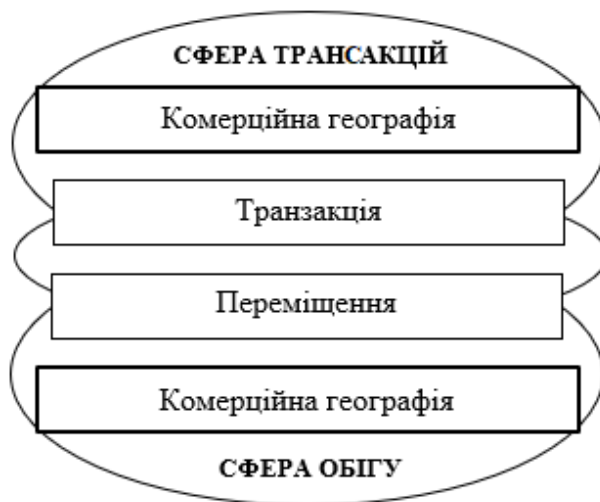 СФЕРА ТРАНСАКЦІЙ
Комерційна географія
Транзакція
Переміщення
Комерційна географія
СФЕРА ОБІГУ